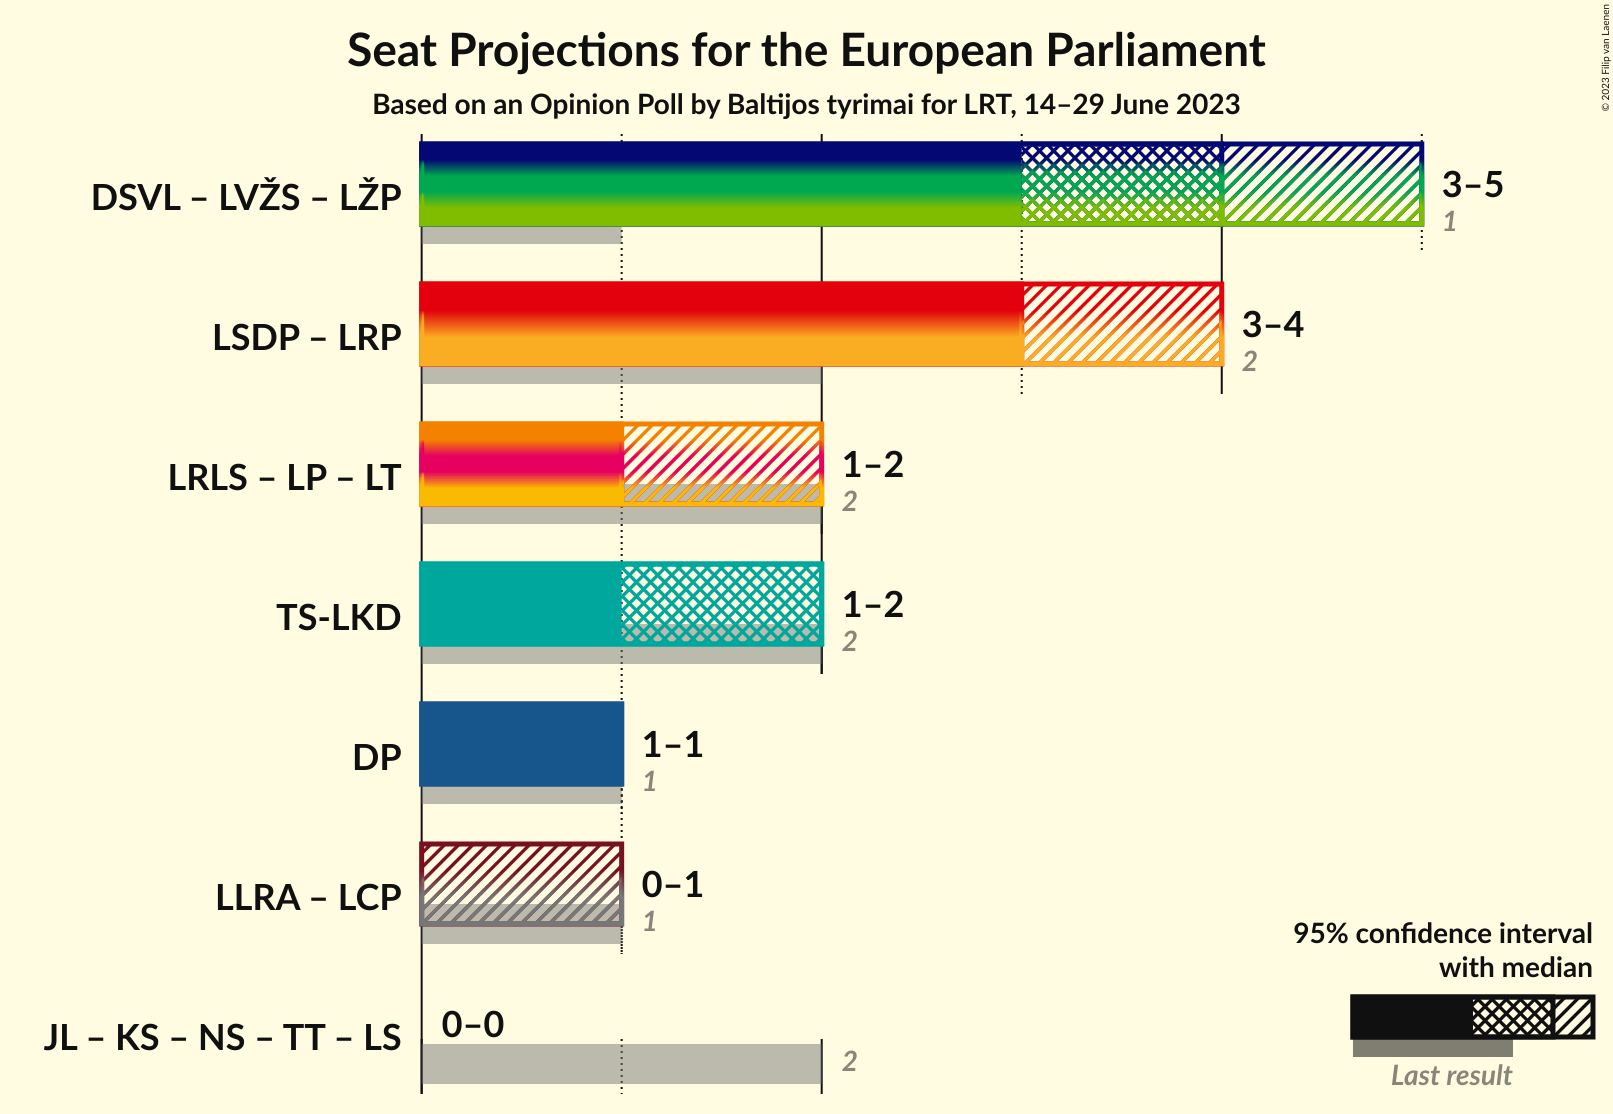 Seat Projections for the European Parliament
Based on an Opinion Poll by Baltijos tyrimai for LRT, 14–29 June 2023
© 2023 Filip van Laenen
DSVL – LVŽS – LŽP
3–5
1
LSDP – LRP
3–4
2
LRLS – LP – LT
1–2
2
TS-LKD
1–2
2
DP
1–1
1
LLRA – LCP
0–1
1
JL – KS – NS – TT – LS
0–0
2
95% confidence interval
with median
Last result